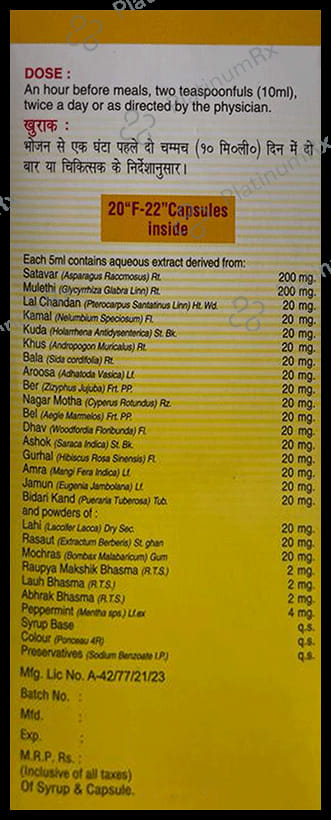 DOSE :
An hour before meals, two teaspoonfuls (10ml),
twice a day or as directed by the physician.
खुराक :
भोजन से एक घंटा पहले दो चम्मच (१० मि०ली०) दिन में दो
बार या चिकित्सक के निर्देशानुसार।
20"F-22"Capsules
inside
Each 5ml contains aqueous extract derived from:
Satavar (Asparagus Raccmosus) Rt. 200 mg.
Mulethi (Glycyrrhiza Glabra Linn) Rt. 200 mg.
Lal Chandan (Pterocarpus Santatinus Linn) Ht. Wd. 20 mg.
Kamal (Nelumbium Speciosum) Fl. 20 mg.
Kuda (Holarrhena Antidysenterica) St. Bk. 20 mg.
Khus (Andropogon Muricalus) Rt. 20 mg.
Bala (Sida cordifolia) Rt. 20 mg.
Aroosa (Adhatoda Vasica) Lf. 20 mg.
Ber (Zizyphus Jujuba) Frt. PP. 20 mg.
Nagar Motha (Cyperus Rotundus) Rz. 20 mg.
Bel (Aegle Marmelos) Frt. PP. 20 mg.
Dhav (Woodfordia Floribunda) Fl. 20 mg.
Ashok (Saraca Indica) St. Bk. 20 mg.
Gurhal (Hibiscus Rosa Sinensis) Fl. 20 mg.
Amra (Mangi Fera Indica) Lf. 20 mg.
Jamun (Eugenia Jambolana) Lf. 20 mg.
Bidari Kand (Pueraria Tuberosa) Tub. 20 mg.
and powders of :
Lahi (Laccifer Lacca) Dry Sec. 20 mg.
Rasaut (Extractum Berberis) St. ghan 20 mg.
Mochras (Bombax Malabaricum) Gum 20 mg.
Raupya Makshik Bhasma (R.T.S.) 2 mg.
Lauh Bhasma (R.T.S.) 2 mg.
Abhrak Bhasma (R.T.S.) 2 mg.
Peppermint (Mentha sps.) Lf.ex 4 mg.
Syrup Base q.s.
Colour (Ponceau 4R) q.s.
Preservatives (Sodium Benzoate I.P.) q.s.
Mfg. Lic No. A-42/77/21/23
Batch No. :
Mfd. :
Exp. :
M.R.P. Rs. :
(Inclusive of all taxes)
Of Syrup & Capsule.
PlatinumRx